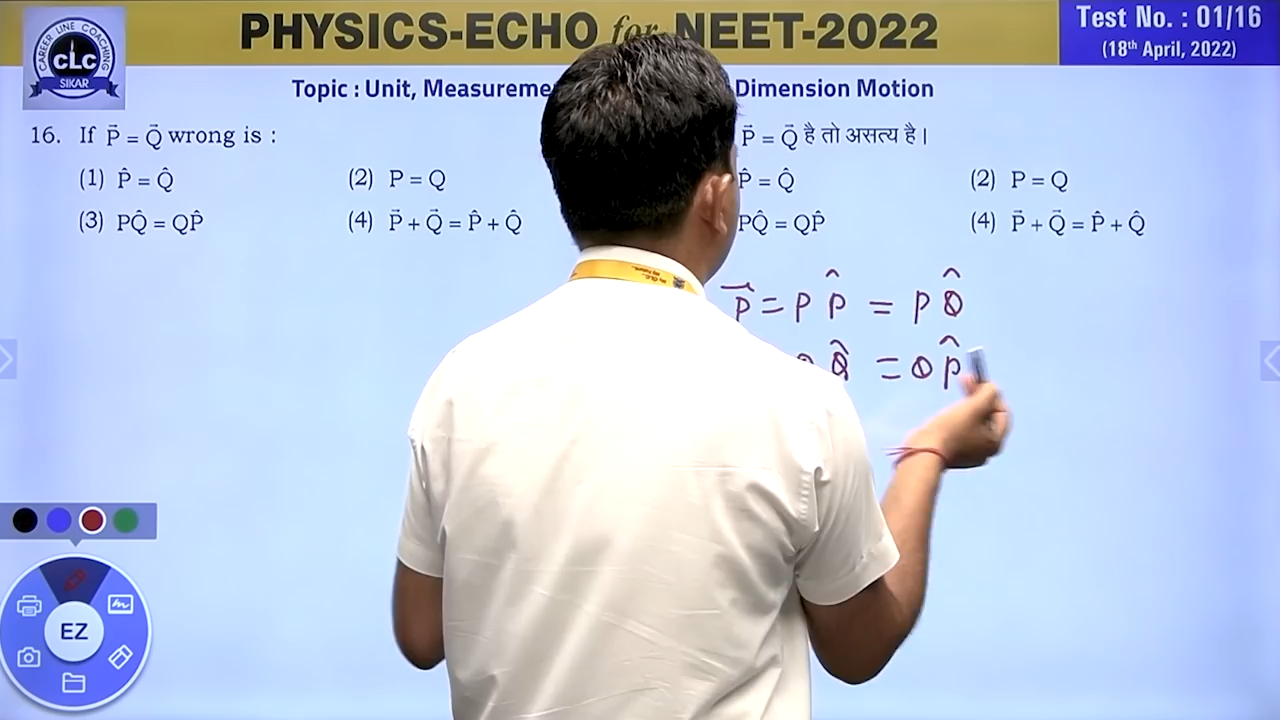 PHYSICS-ECHO for NEET-2022
Test No. : 01/16
(18th April, 2022)
CAREER LINE COACHING
CLC
SIKAR
Topic : Unit, Measureme Dimension Motion
16. If P⃗ = Q⃗ wrong is :
(1) P̂ = Q̂ (2) P = Q
(3) PQ̂ = QP̂ (4) P⃗ + Q⃗ = P̂ + Q̂
P⃗ = Q⃗ है तो असत्य है।
P̂ = Q̂ (2) P = Q
PQ̂ = QP̂ (4) P⃗ + Q⃗ = P̂ + Q̂
P⃗ = P P̂ = P Q̂
Q̂ = Q P̂
EZ